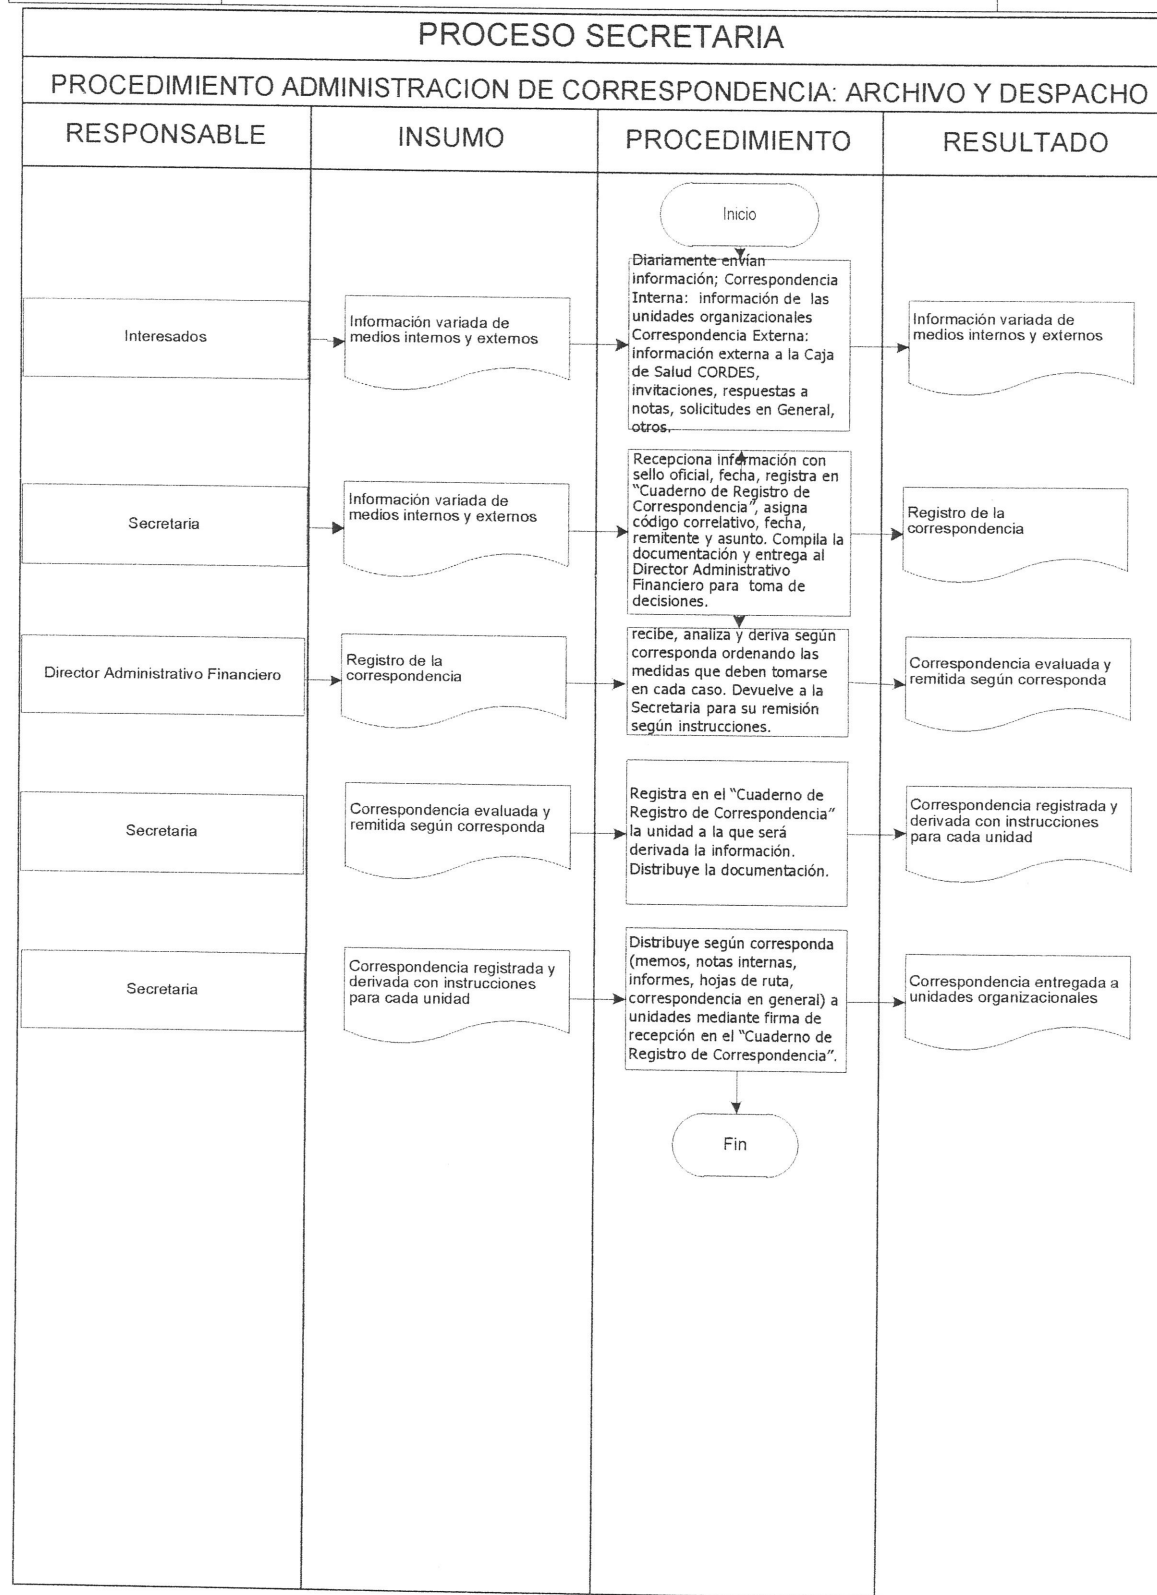 PROCESO SECRETARIA
PROCEDIMIENTO ADMINISTRACION DE CORRESPONDENCIA: ARCHIVO Y DESPACHO
RESPONSABLE
INSUMO
PROCEDIMIENTO
RESULTADO
Inicio
Interesados
Información variada de
medios internos y externos
Diariamente envían
información; Correspondencia
Interna: información de las
unidades organizacionales
Correspondencia Externa:
información externa a la Caja
de Salud CORDES,
invitaciones, respuestas a
notas, solicitudes en General,
otros.
Información variada de
medios internos y externos
Secretaria
Información variada de
medios internos y externos
Recepciona información con
sello oficial, fecha, registra en
“Cuaderno de Registro de
Correspondencia”, asigna
código correlativo, fecha,
remitente y asunto. Compila la
documentación y entrega al
Director Administrativo
Financiero para toma de
decisiones.
Registro de la
correspondencia
Director Administrativo Financiero
Registro de la
correspondencia
recibe, analiza y deriva según
corresponda ordenando las
medidas que deben tomarse
en cada caso. Devuelve a la
Secretaria para su remisión
según instrucciones.
Correspondencia evaluada y
remitida según corresponda
Secretaria
Correspondencia evaluada y
remitida según corresponda
Registra en el “Cuaderno de
Registro de Correspondencia”
la unidad a la que será
derivada la información.
Distribuye la documentación.
Correspondencia registrada y
derivada con instrucciones
para cada unidad
Secretaria
Correspondencia registrada y
derivada con instrucciones
para cada unidad
Distribuye según corresponda
(memos, notas internas,
informes, hojas de ruta,
correspondencia en general) a
unidades mediante firma de
recepción en el “Cuaderno de
Registro de Correspondencia”.
Correspondencia entregada a
unidades organizacionales
Fin